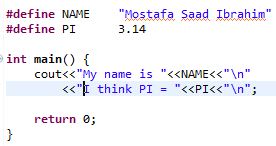 #define NAME    "Mostafa Saad Ibrahim"
#define PI      3.14
int main() {
    cout<<"My name is "<<NAME<<"\n"
        <<"I think PI = "<<PI<<"\n";
    return 0;
}